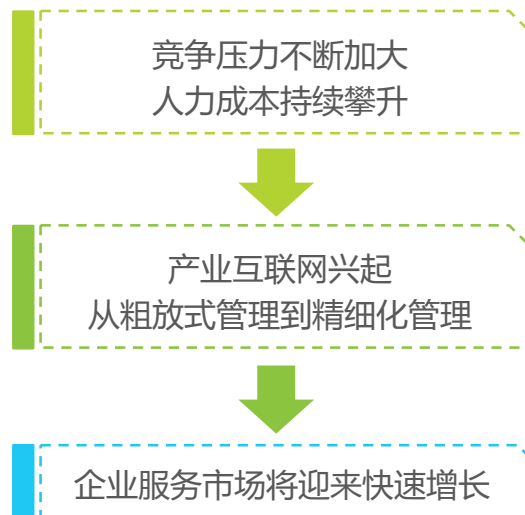 竞争压力不断加大
人力成本持续攀升
产业互联网兴起
从粗放式管理到精细化管理
企业服务市场将迎来快速增长